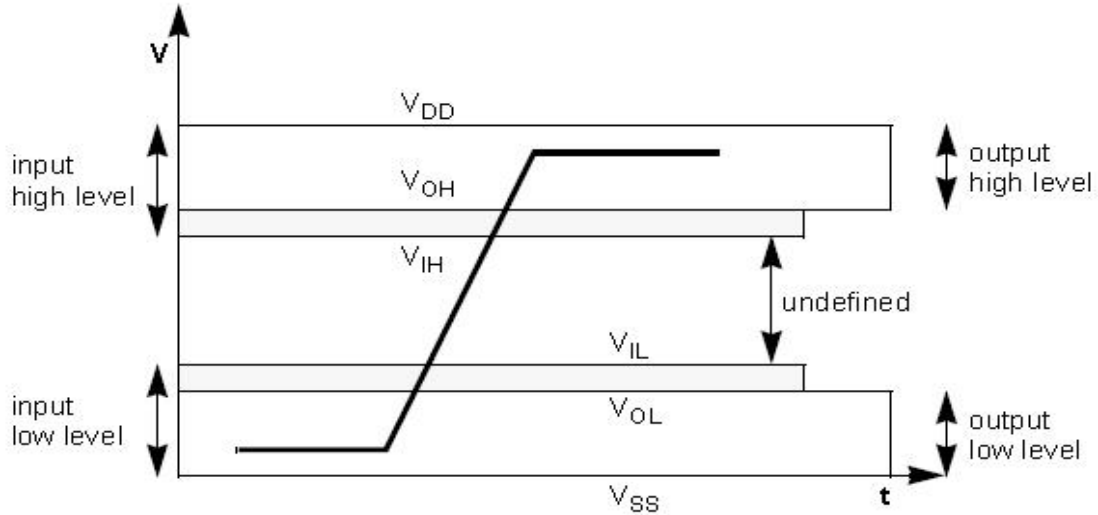 V
V_DD
input
high level
output
high level
V_OH
V_IH
undefined
V_IL
input
low level
V_OL
output
low level
V_SS
t